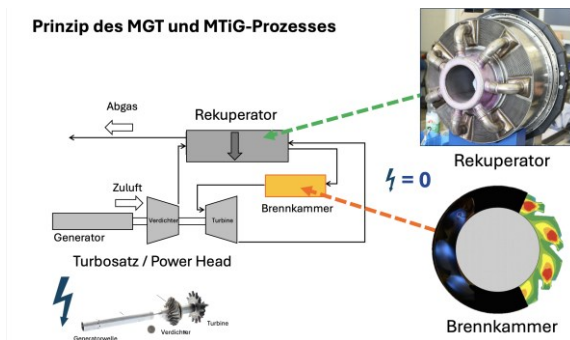 Prinzip des MGT und MTiG-Prozesses
Abgas
Rekuperator
Rekuperator
Zuluft
= 0
Brennkammer
Verdichter
Turbine
Generator
Turbosatz / Power Head
Verdichter
Turbine
Generatorwelle
Brennkammer